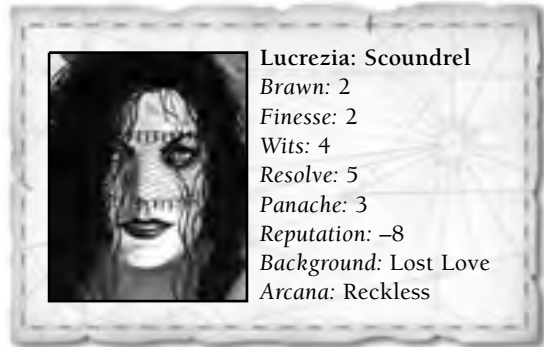 Lucrezia: Scoundrel
Brawn: 2
Finesse: 2
Wits: 4
Resolve: 5
Panache: 3
Reputation: –8
Background: Lost Love
Arcana: Reckless